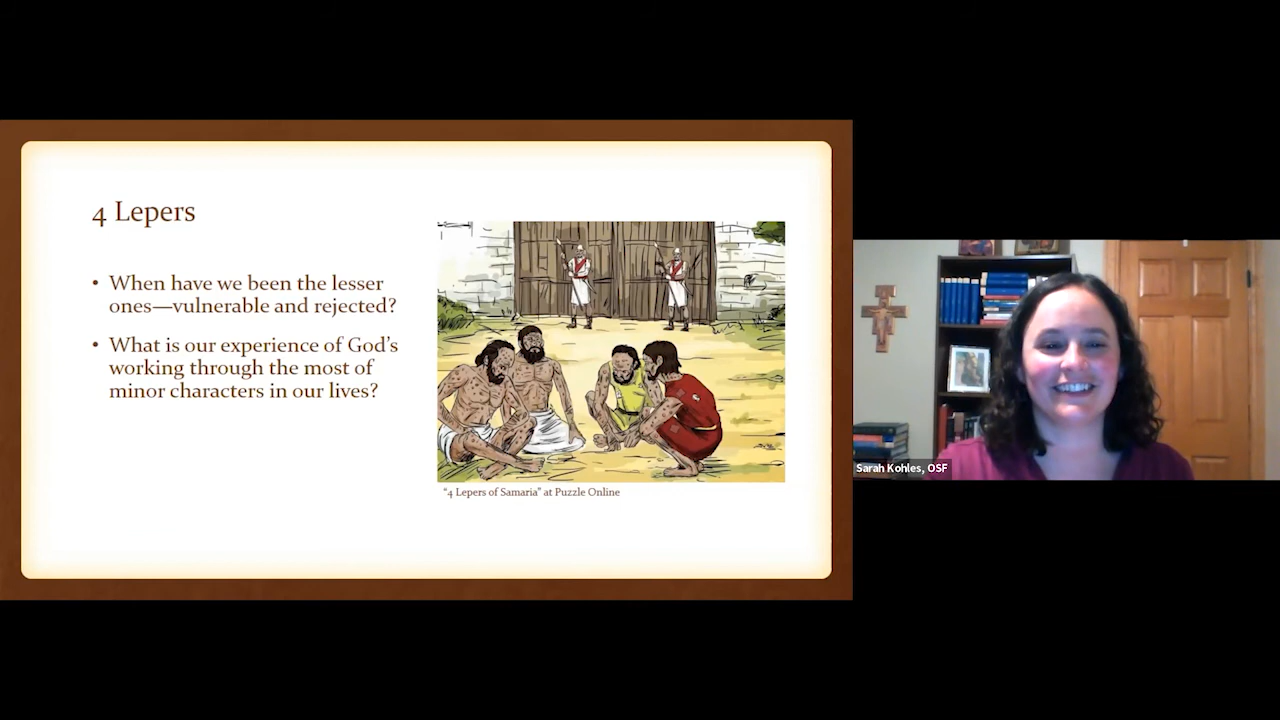 4 Lepers
• When have we been the lesser
ones—vulnerable and rejected?
• What is our experience of God’s
working through the most of
minor characters in our lives?
“4 Lepers of Samaria” at Puzzle Online
Sarah Kohles, OSF